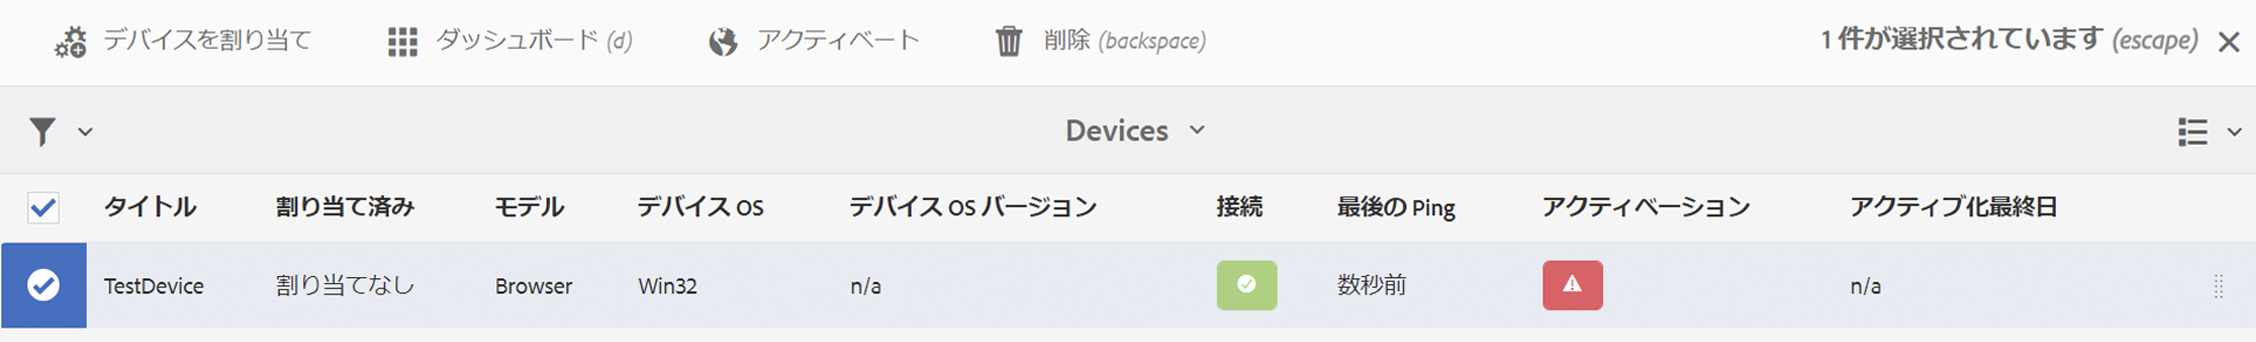 デバイスを割り当て ダッシュボード (d) アクティベート 削除 (backspace) 1 件が選択されています (escape)
Devices
タイトル 割り当て済み モデル デバイス OS デバイス OS バージョン 接続 最後の Ping アクティベーション アクティブ化最終日
TestDevice 割り当てなし Browser Win32 n/a 数秒前 n/a